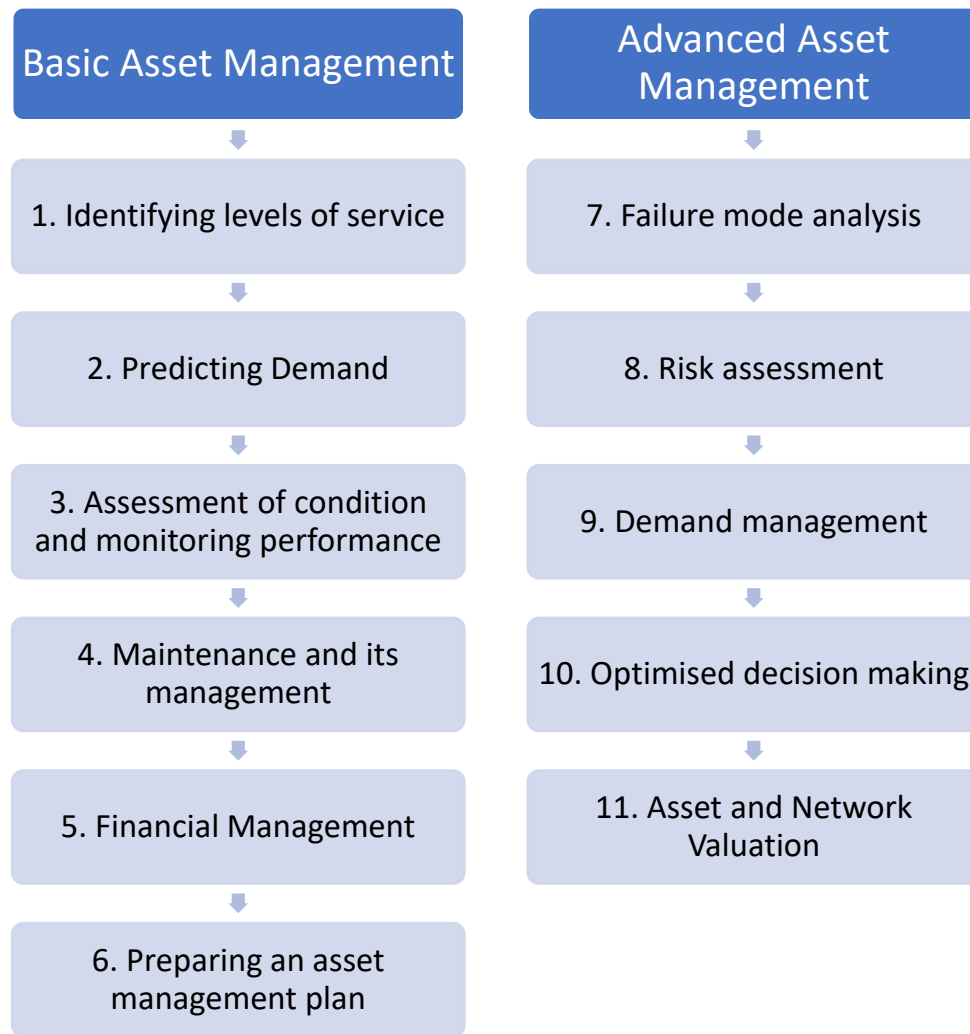 Basic Asset Management
1. Identifying levels of service
2. Predicting Demand
3. Assessment of condition
and monitoring performance
4. Maintenance and its
management
5. Financial Management
6. Preparing an asset
management plan
Advanced Asset
Management
7. Failure mode analysis
8. Risk assessment
9. Demand management
10. Optimised decision making
11. Asset and Network
Valuation